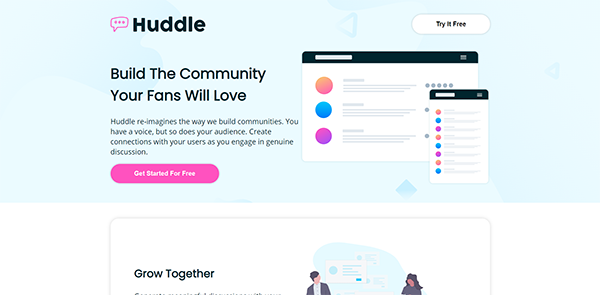 Huddle
Try It Free
Build The Community
Your Fans Will Love
Huddle re-imagines the way we build communities. You
have a voice, but so does your audience. Create
connections with your users as you engage in genuine
discussion.
Get Started For Free
Grow Together